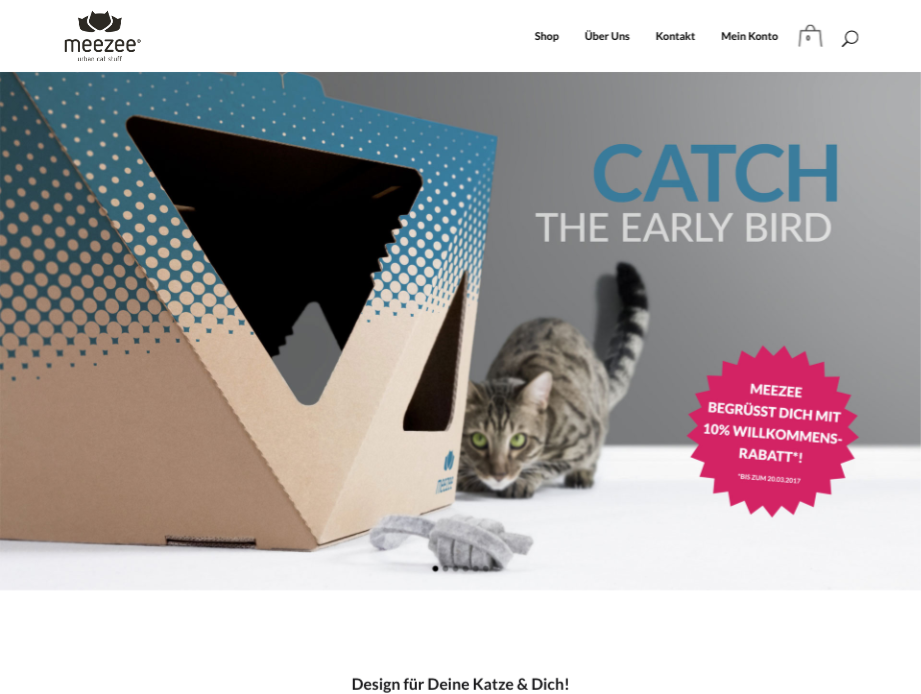 meezee®
urban cat stuff
Shop Über Uns Kontakt Mein Konto 0
CATCH
THE EARLY BIRD
MEEZEE
BEGRÜSST DICH MIT
10% WILLKOMMENS-
RABATT*!
*BIS ZUM 20.03.2017
Design für Deine Katze & Dich!